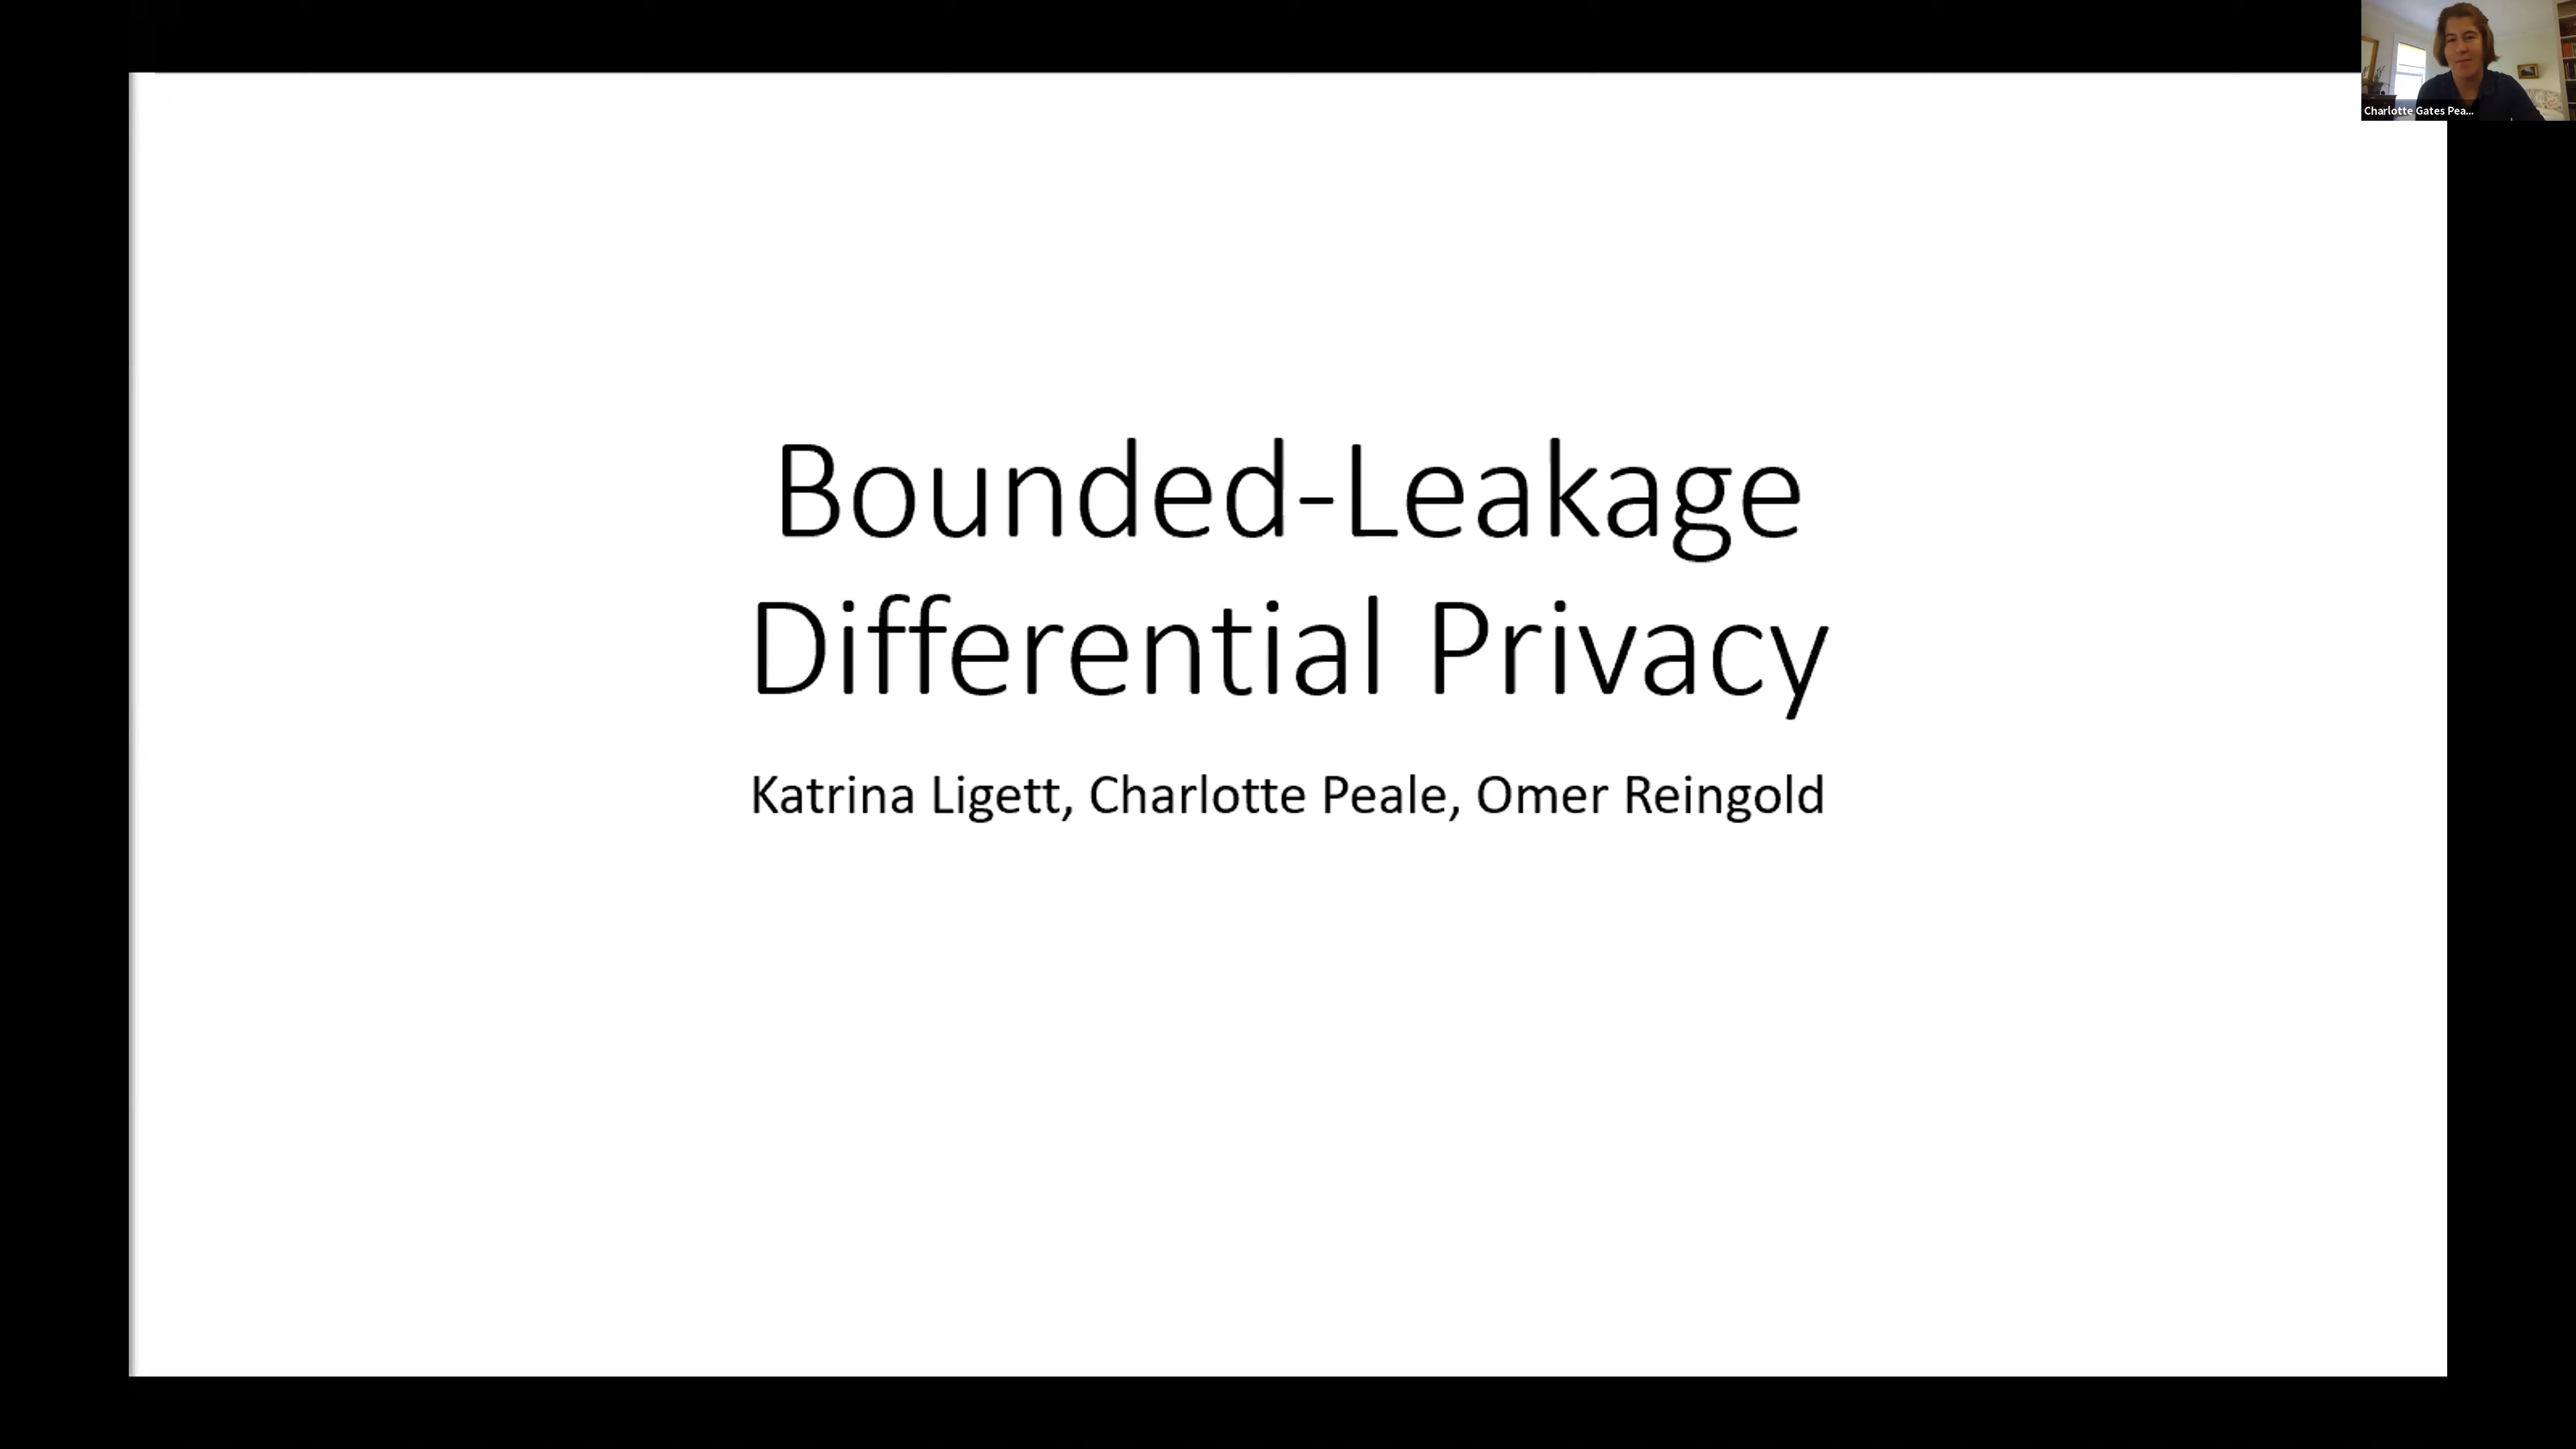 Charlotte Gates Pea...
Bounded-Leakage
Differential Privacy
Katrina Ligett, Charlotte Peale, Omer Reingold